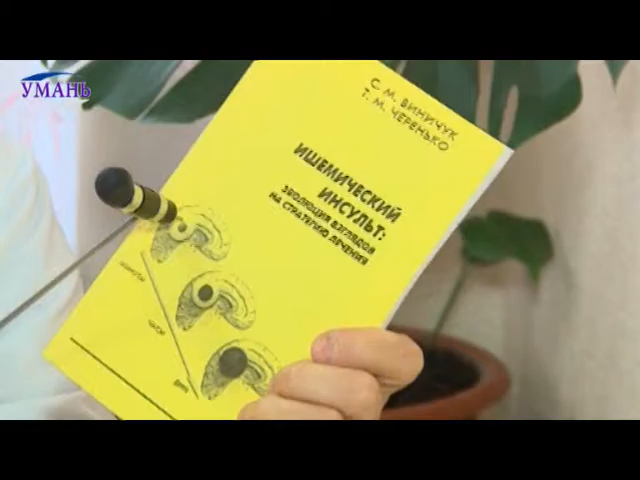 УМАНЬ
С. М. ВИНИЧУК
Т. М. ЧЕРЕНЬКО
ИШЕМИЧЕСКИЙ
ИНСУЛЬТ:
ЭВОЛЮЦИЯ ВЗГЛЯДОВ
НА СТРАТЕГИЮ ЛЕЧЕНИЯ